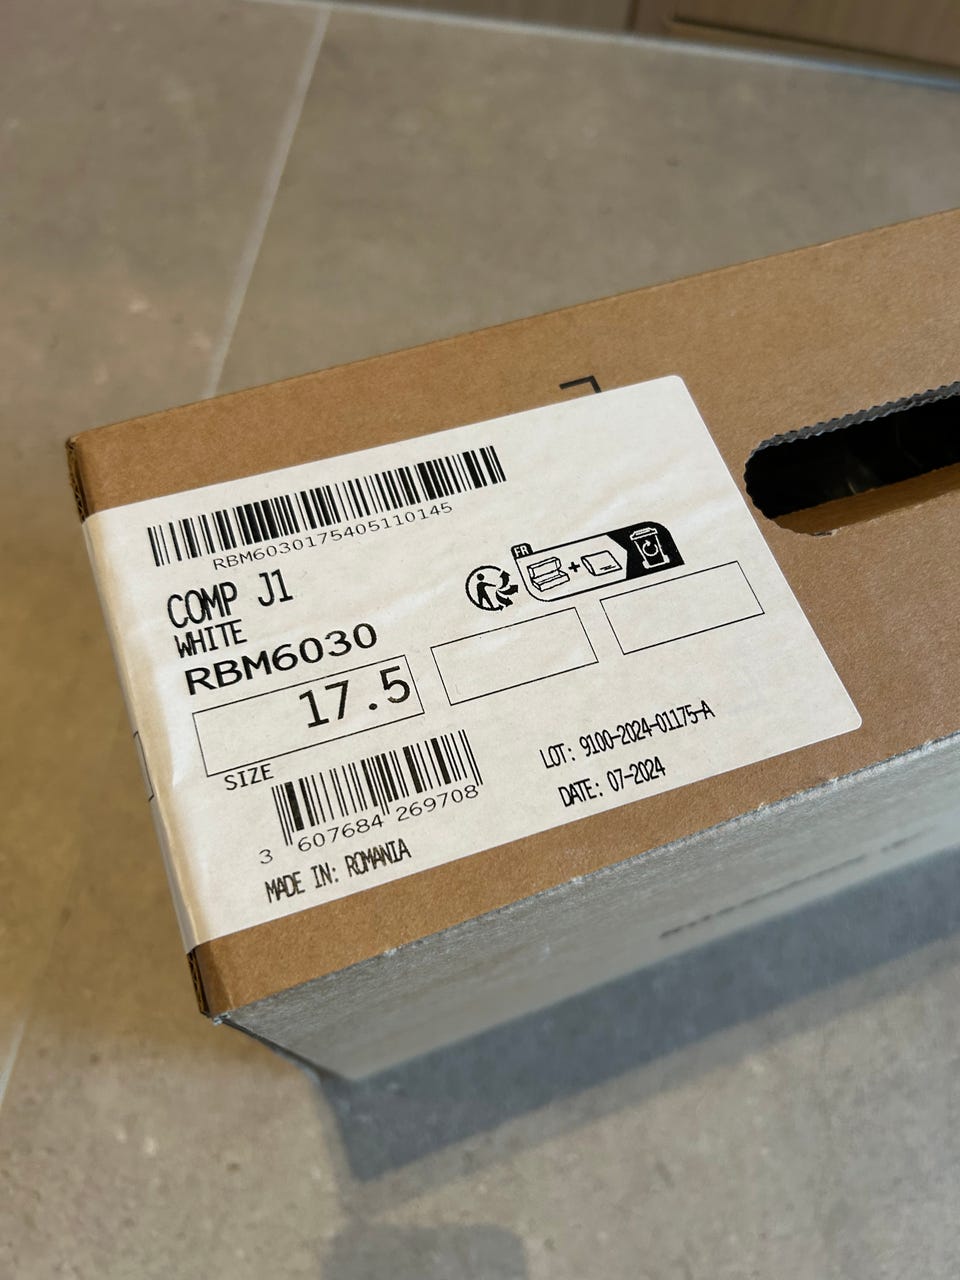 RBM6030175405110145
COMP J1
WHITE
RBM6030
FR
17.5
SIZE
3 607684 269708
MADE IN: ROMANIA
LOT: 9100-2024-01175-A
DATE: 07-2024